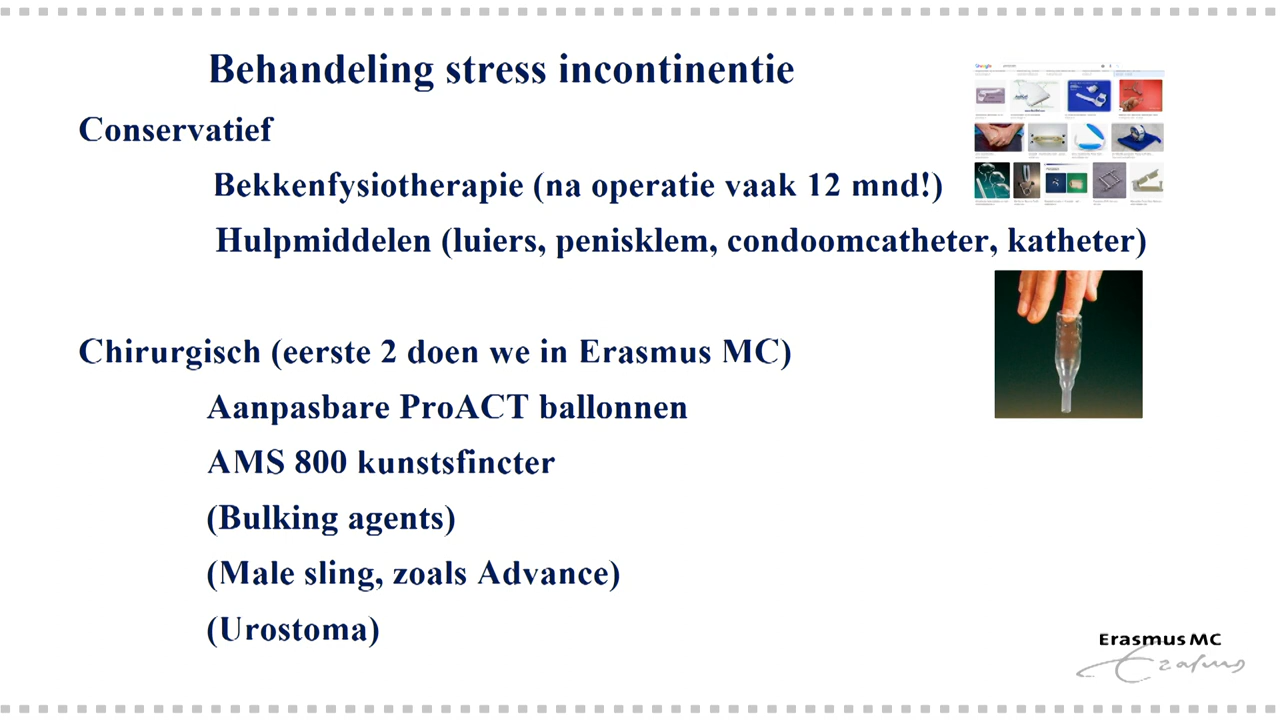 Behandeling stress incontinentie
Conservatief
Bekkenfysiotherapie (na operatie vaak 12 mnd!)
Hulpmiddelen (luiers, penisklem, condoomcatheter, katheter)
Chirurgisch (eerste 2 doen we in Erasmus MC)
Aanpasbare ProACT ballonnen
AMS 800 kunstsfincter
(Bulking agents)
(Male sling, zoals Advance)
(Urostoma)
Erasmus MC
Erasmus